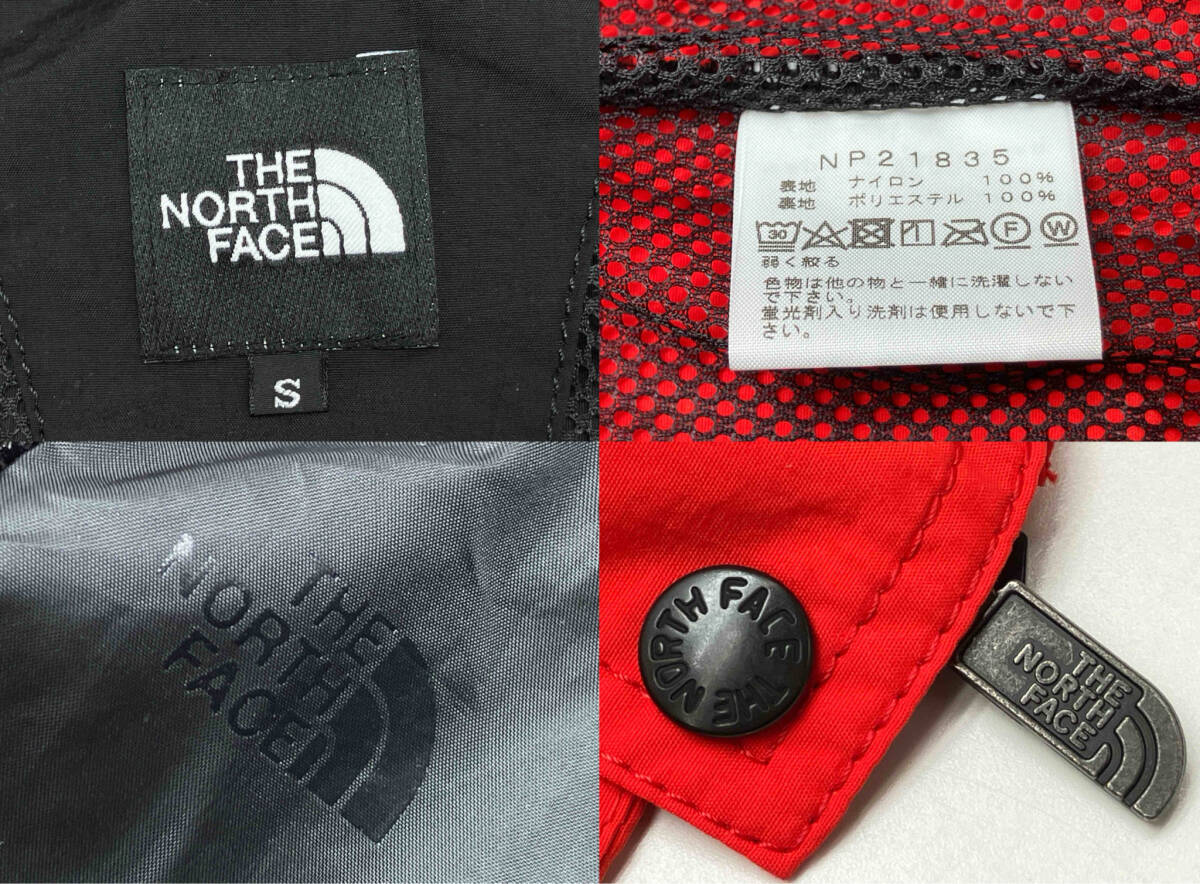 THE
NORTH
FACE
S
NP21835
表地 ナイロン 100%
裏地 ポリエステル 100%
30 F W
弱く絞る
色物は他の物と一緒に洗濯しない
で下さい。
蛍光剤入り洗剤は使用しないで下
さい。
THE
NORTH
FACE
THE NORTH FACE
THE
NORTH
FACE